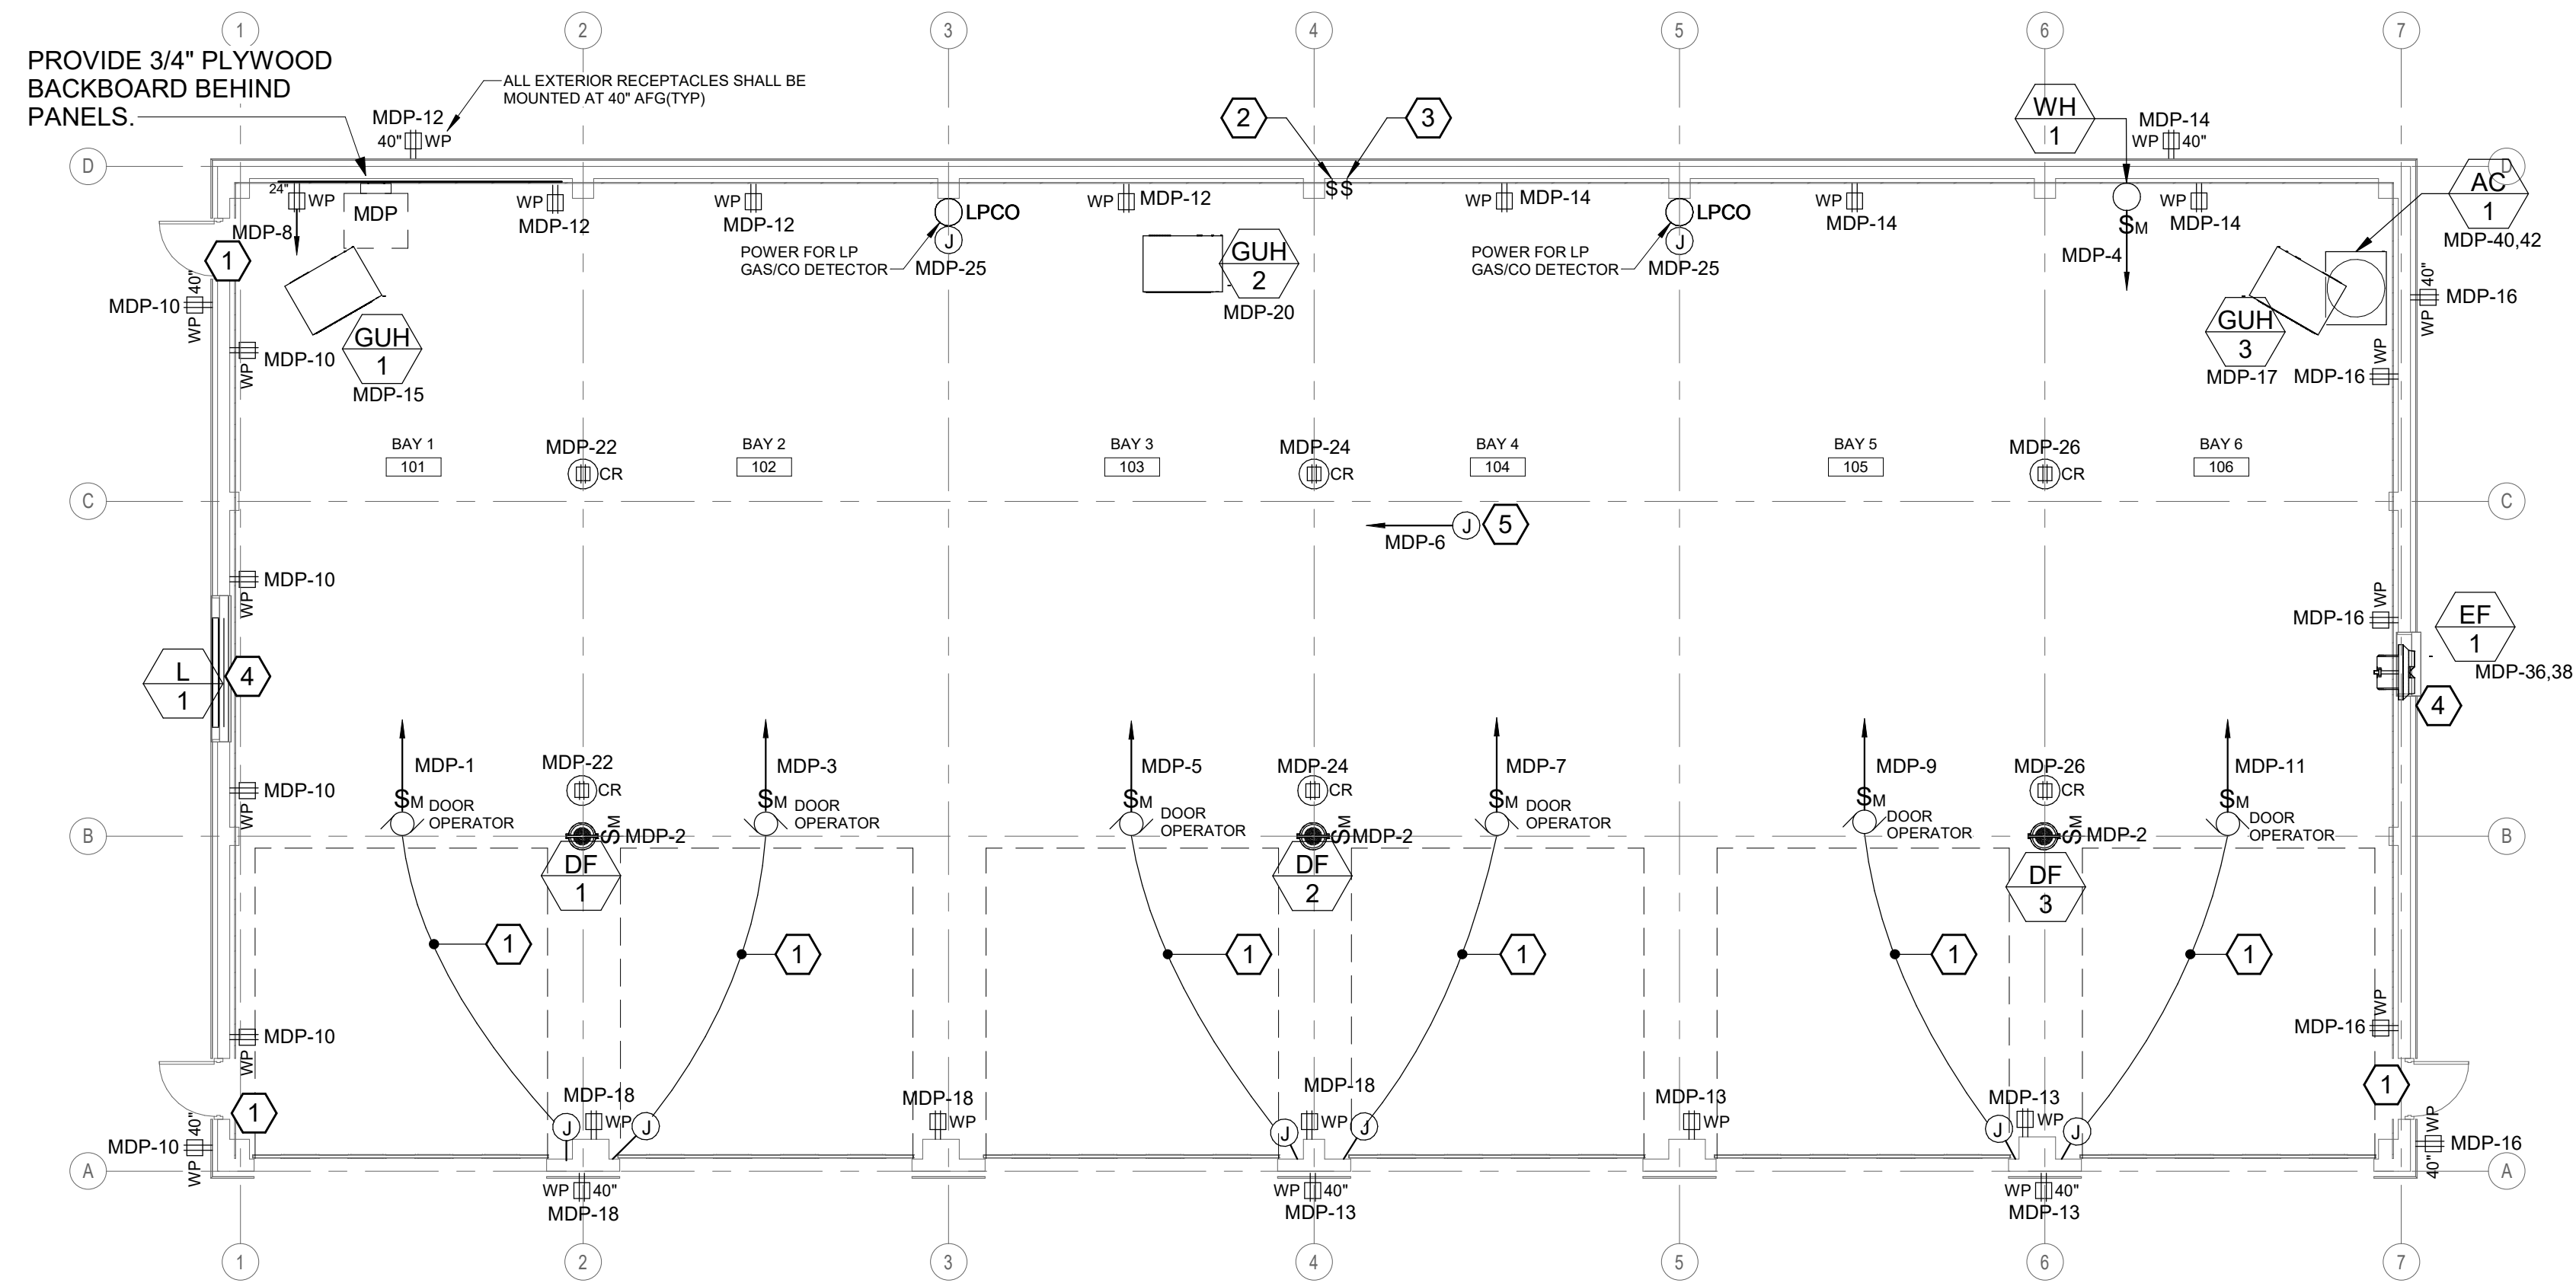 1 2 3 4 5 6 7
PROVIDE 3/4" PLYWOOD
BACKBOARD BEHIND
PANELS.
ALL EXTERIOR RECEPTACLES SHALL BE
MOUNTED AT 40" AFG(TYP)
MDP-12
40" WP
2
3
WH
1
MDP-14
WP 40"
D
D
AC
1
MDP-40,42
24" WP
MDP-8
MDP
WP
MDP-12
WP
MDP-12
LPCO
J
POWER FOR LP
GAS/CO DETECTOR
MDP-25
WP MDP-12
$$
WP MDP-14
LPCO
J
POWER FOR LP
GAS/CO DETECTOR
MDP-25
WP
MDP-14
SM
MDP-4
WP
MDP-14
1
40"
MDP-10
WP
MDP-10
WP
GUH
1
MDP-15
GUH
2
MDP-20
GUH
3
MDP-17
40"
MDP-16
WP
WP
MDP-16
BAY 1
101
MDP-22
CR
BAY 2
102
BAY 3
103
MDP-24
CR
BAY 4
104
BAY 5
105
MDP-26
CR
BAY 6
106
C
C
MDP-6
J
5
MDP-10
WP
WP
MDP-16
L
1
4
EF
1
MDP-36,38
4
MDP-10
WP
MDP-1
SM
DOOR
OPERATOR
MDP-22
CR
MDP-3
SM
DOOR
OPERATOR
MDP-5
SM
DOOR
OPERATOR
MDP-24
CR
MDP-7
SM
DOOR
OPERATOR
MDP-9
SM
DOOR
OPERATOR
MDP-26
CR
MDP-11
SM
DOOR
OPERATOR
B
SM MDP-2
SM MDP-2
SM MDP-2
B
DF
1
DF
2
DF
3
1
1
1
1
1
1
MDP-10
WP
WP
MDP-16
1
1
40"
MDP-10
WP
J
MDP-18
WP
J
MDP-18
WP
J
MDP-18
WP
J
MDP-13
WP
J
MDP-13
WP
J
WP
MDP-16
40"
A
A
WP 40"
MDP-18
WP 40"
MDP-13
WP 40"
MDP-13
1 2 3 4 5 6 7